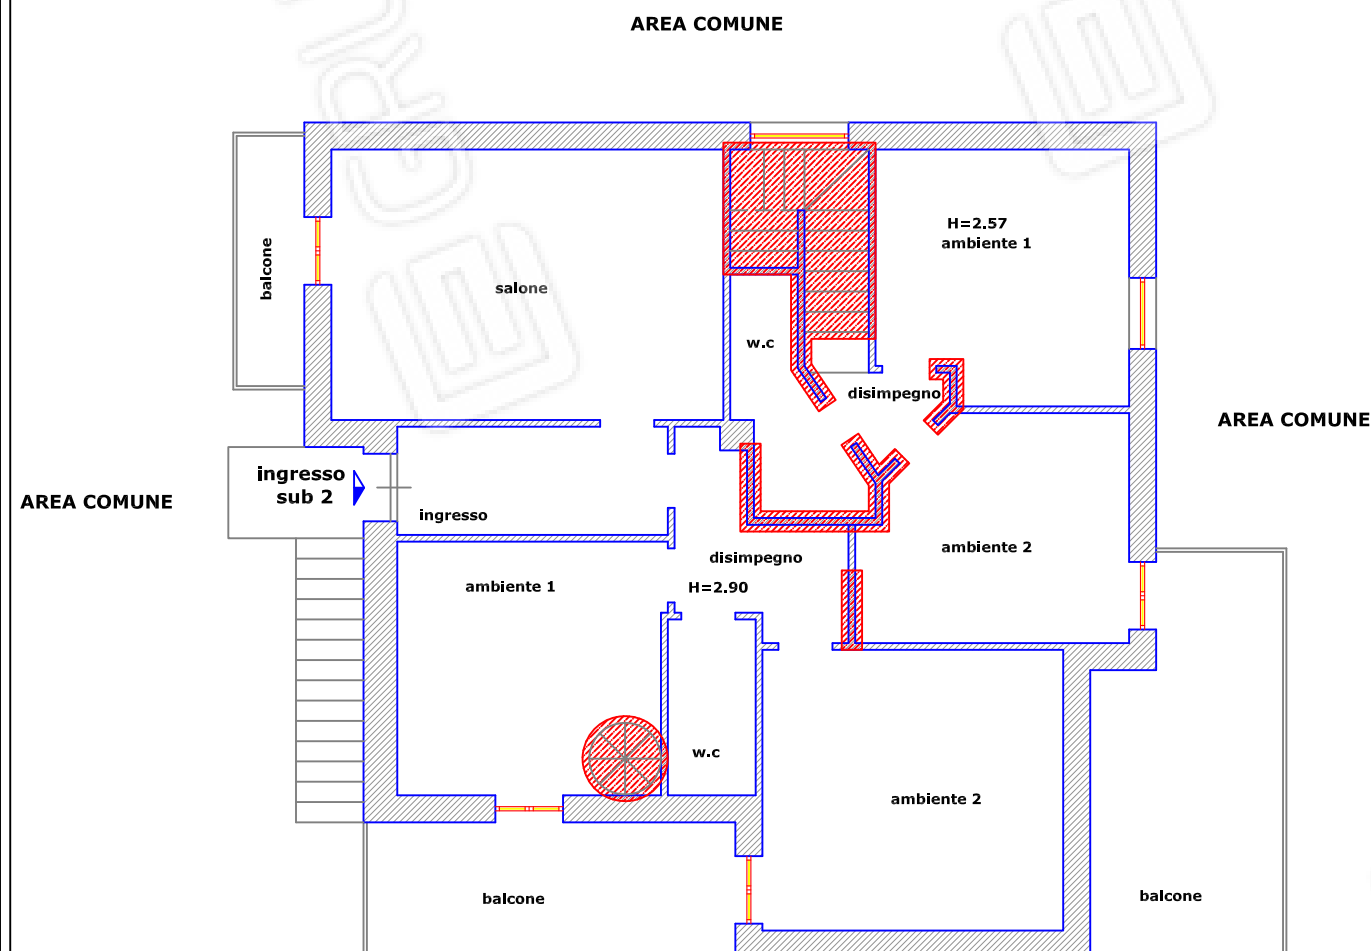 AREA COMUNE
H=2.57
ambiente 1
balcone
salone
w.c
disimpegno
AREA COMUNE
ingresso
sub 2
AREA COMUNE
ingresso
disimpegno
ambiente 2
ambiente 1
H=2.90
w.c
ambiente 2
balcone
balcone